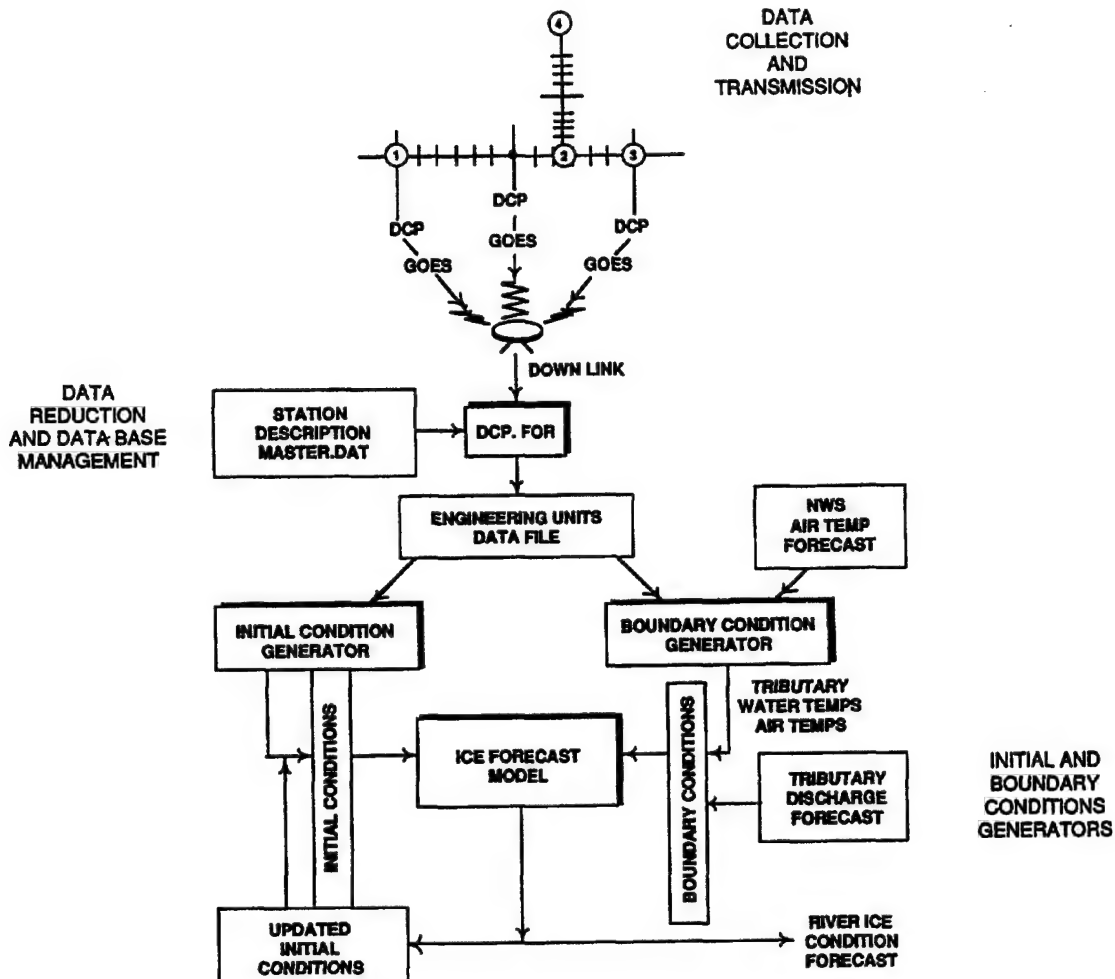 4
DATA
COLLECTION
AND
TRANSMISSION
1
2
3
DCP
DCP
DCP
GOES
GOES
GOES
DOWN LINK
DATA
REDUCTION
AND DATA BASE
MANAGEMENT
STATION
DESCRIPTION
MASTER.DAT
DCP. FOR
ENGINEERING UNITS
DATA FILE
NWS
AIR TEMP
FORECAST
INITIAL CONDITION
GENERATOR
BOUNDARY CONDITION
GENERATOR
TRIBUTARY
WATER TEMPS
AIR TEMPS
INITIAL CONDITIONS
ICE FORECAST
MODEL
BOUNDARY CONDITIONS
TRIBUTARY
DISCHARGE
FORECAST
INITIAL AND
BOUNDARY
CONDITIONS
GENERATORS
UPDATED
INITIAL
CONDITIONS
RIVER ICE
CONDITION
FORECAST